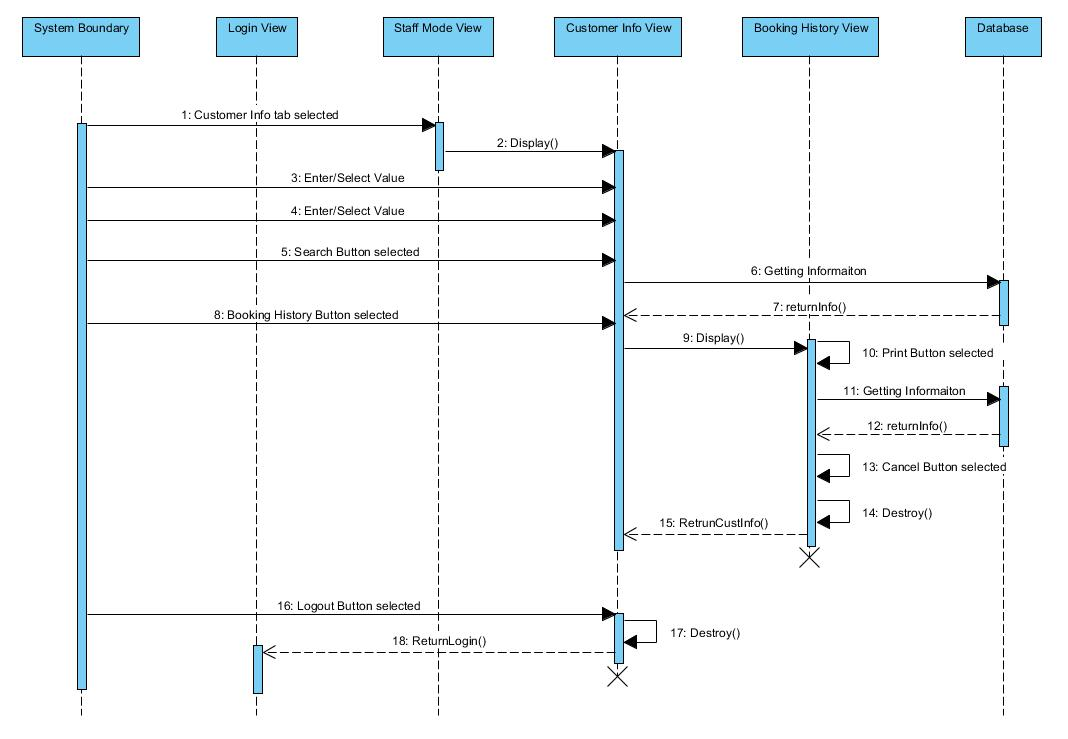 System Boundary
Login View
Staff Mode View
Customer Info View
Booking History View
Database
1: Customer Info tab selected
2: Display()
3: Enter/Select Value
4: Enter/Select Value
5: Search Button selected
6: Getting Informaiton
7: returnInfo()
8: Booking History Button selected
9: Display()
10: Print Button selected
11: Getting Informaiton
12: returnInfo()
13: Cancel Button selected
14: Destroy()
15: RetrunCustInfo()
16: Logout Button selected
17: Destroy()
18: ReturnLogin()